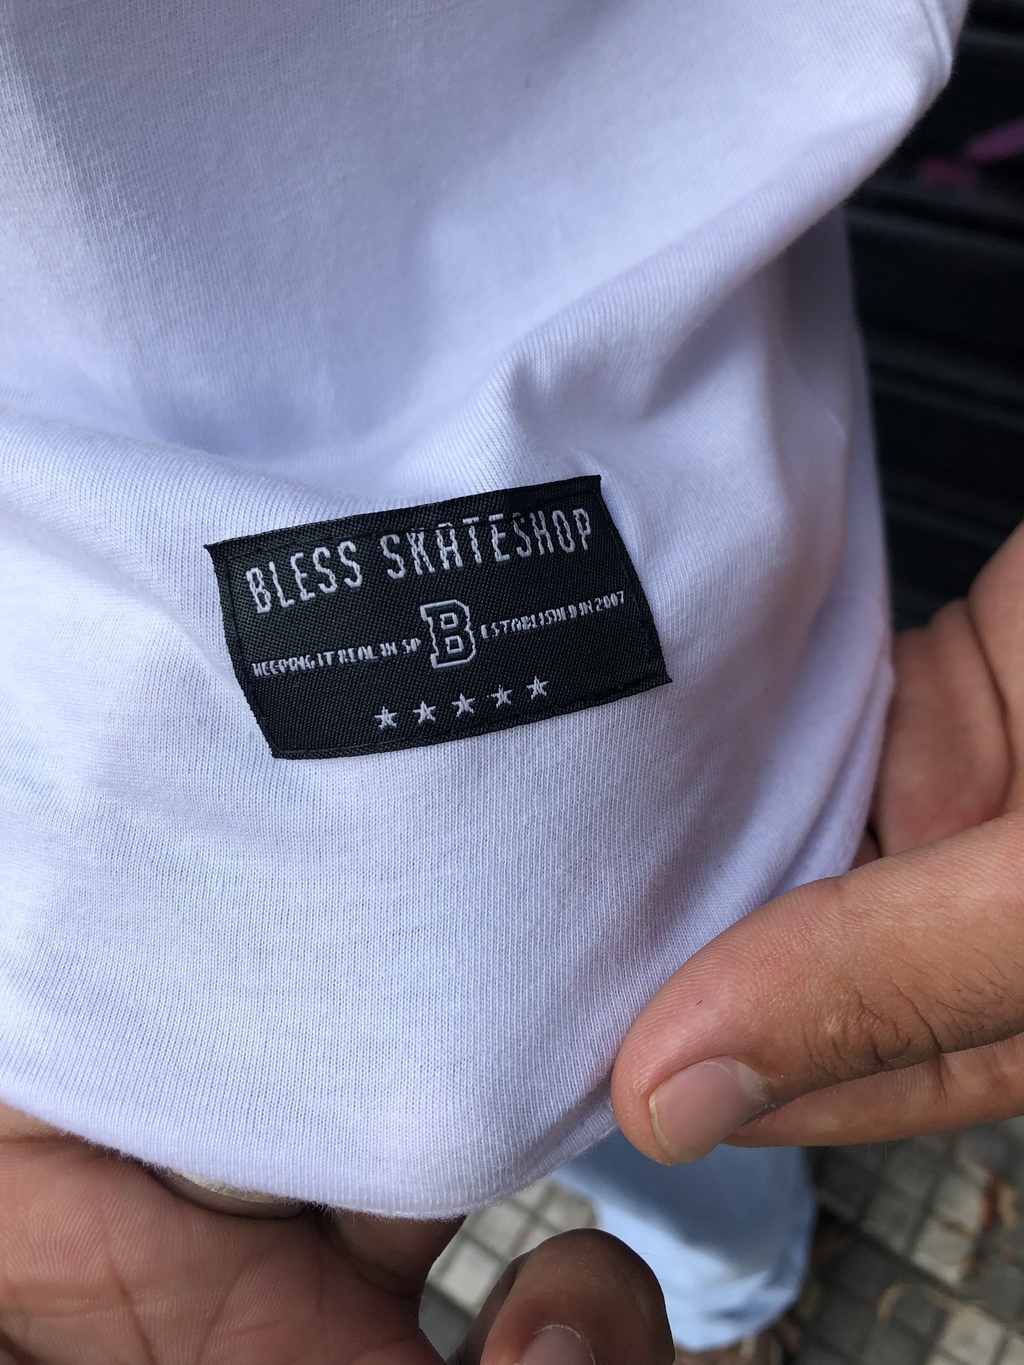 BLESS SKATESHOP
KEEPING IT REAL IN SP B ESTABLISHED IN 2007